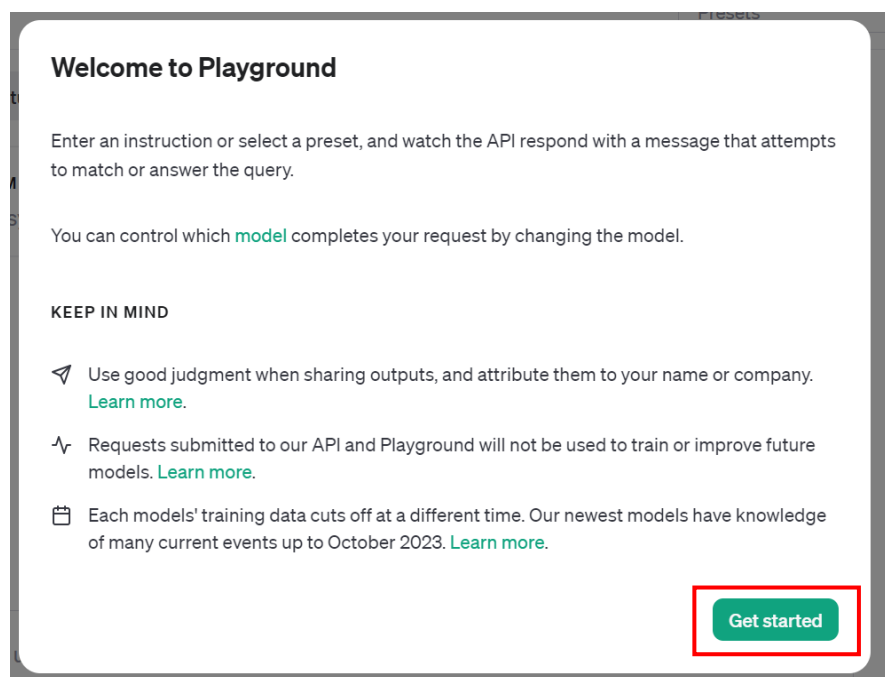 Presets
Welcome to Playground
Enter an instruction or select a preset, and watch the API respond with a message that attempts
to match or answer the query.
You can control which model completes your request by changing the model.
KEEP IN MIND
Use good judgment when sharing outputs, and attribute them to your name or company.
Learn more.
Requests submitted to our API and Playground will not be used to train or improve future
models. Learn more.
Each models' training data cuts off at a different time. Our newest models have knowledge
of many current events up to October 2023. Learn more.
Get started